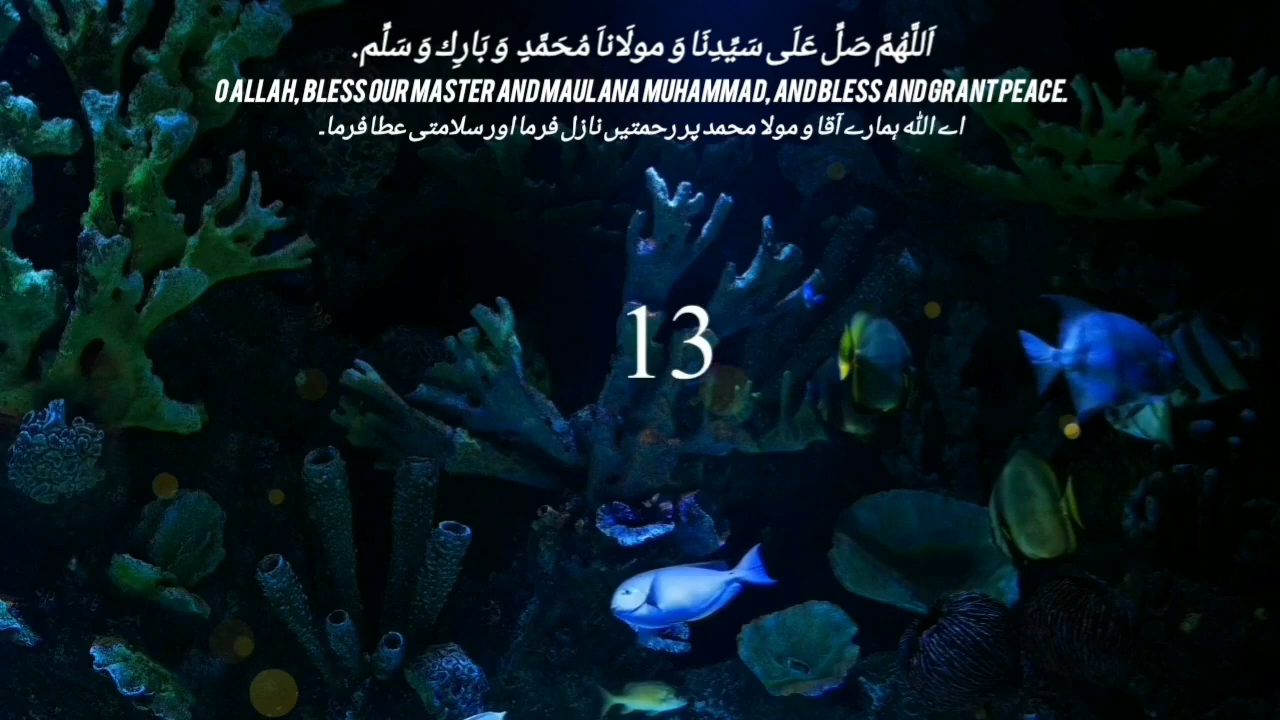 اَللَّهُمَّ صَلِّ عَلَى سَيِّدِنَا وَ مولَاناَ مُحَمَّدٍ وَ بَارِك وَ سَلِّم.
O ALLAH, BLESS OUR MASTER AND MAULANA MUHAMMAD, AND BLESS AND GRANT PEACE.
اے اللہ ہمارے آقا و مولا محمد پر رحمتیں نازل فرما اور سلامتی عطا فرما۔
13